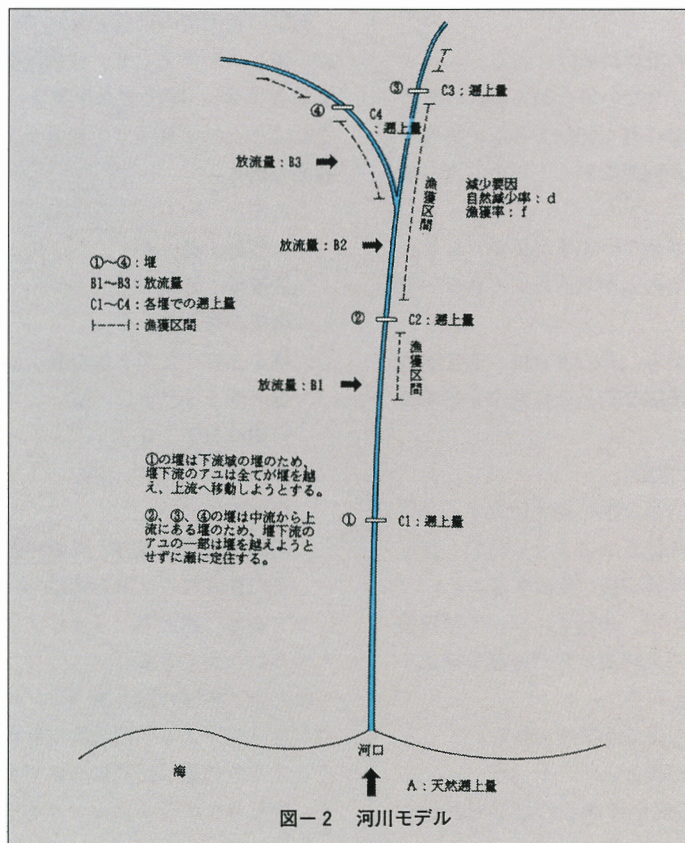 ③
C3：遡上量
④
C4
：遡上量
放流量：B3
漁獲区間
減少要因
自然減少率：d
漁獲率：f
放流量：B2
①～④：堰
B1～B3：放流量
C1～C4：各堰での遡上量
├---┤：漁獲区間
②
C2：遡上量
漁獲区間
放流量：B1
①の堰は下流域の堰のため、
堰下流のアユは全てが堰を越
え、上流へ移動しようとする。
②、③、④の堰は中流から上
流にある堰のため、堰下流の
アユの一部は堰を越えようと
せずに瀬に定住する。
①
C1：遡上量
河口
海
A：天然遡上量
図－2　河川モデル